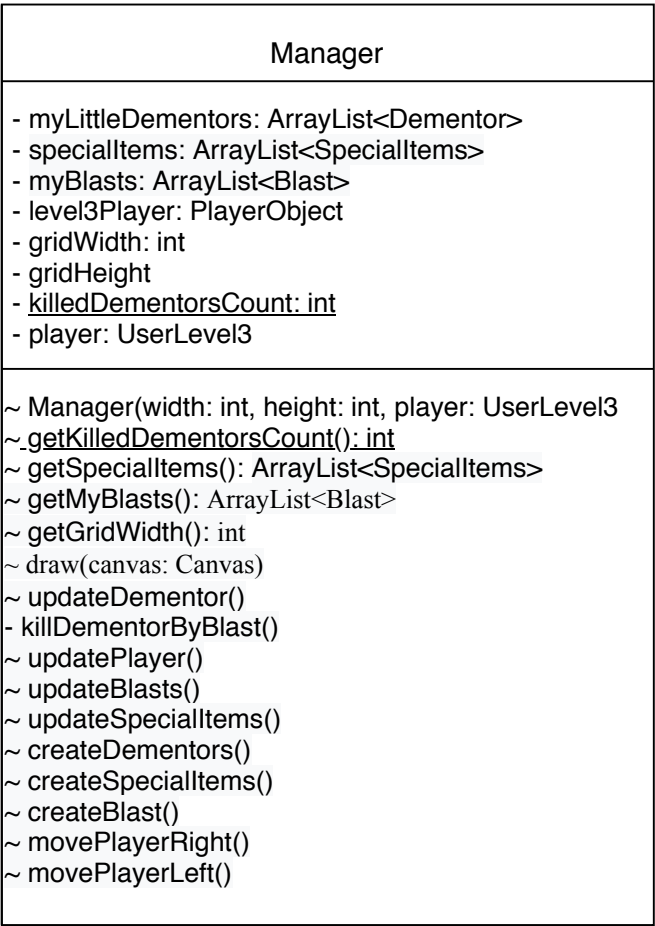 Manager
- myLittleDementors: ArrayList<Dementor>
- specialItems: ArrayList<SpecialItems>
- myBlasts: ArrayList<Blast>
- level3Player: PlayerObject
- gridWidth: int
- gridHeight
- killedDementorsCount: int
- player: UserLevel3
~ Manager(width: int, height: int, player: UserLevel3
~ getKilledDementorsCount(): int
~ getSpecialItems(): ArrayList<SpecialItems>
~ getMyBlasts(): ArrayList<Blast>
~ getGridWidth(): int
~ draw(canvas: Canvas)
~ updateDementor()
- killDementorByBlast()
~ updatePlayer()
~ updateBlasts()
~ updateSpecialItems()
~ createDementors()
~ createSpecialItems()
~ createBlast()
~ movePlayerRight()
~ movePlayerLeft()